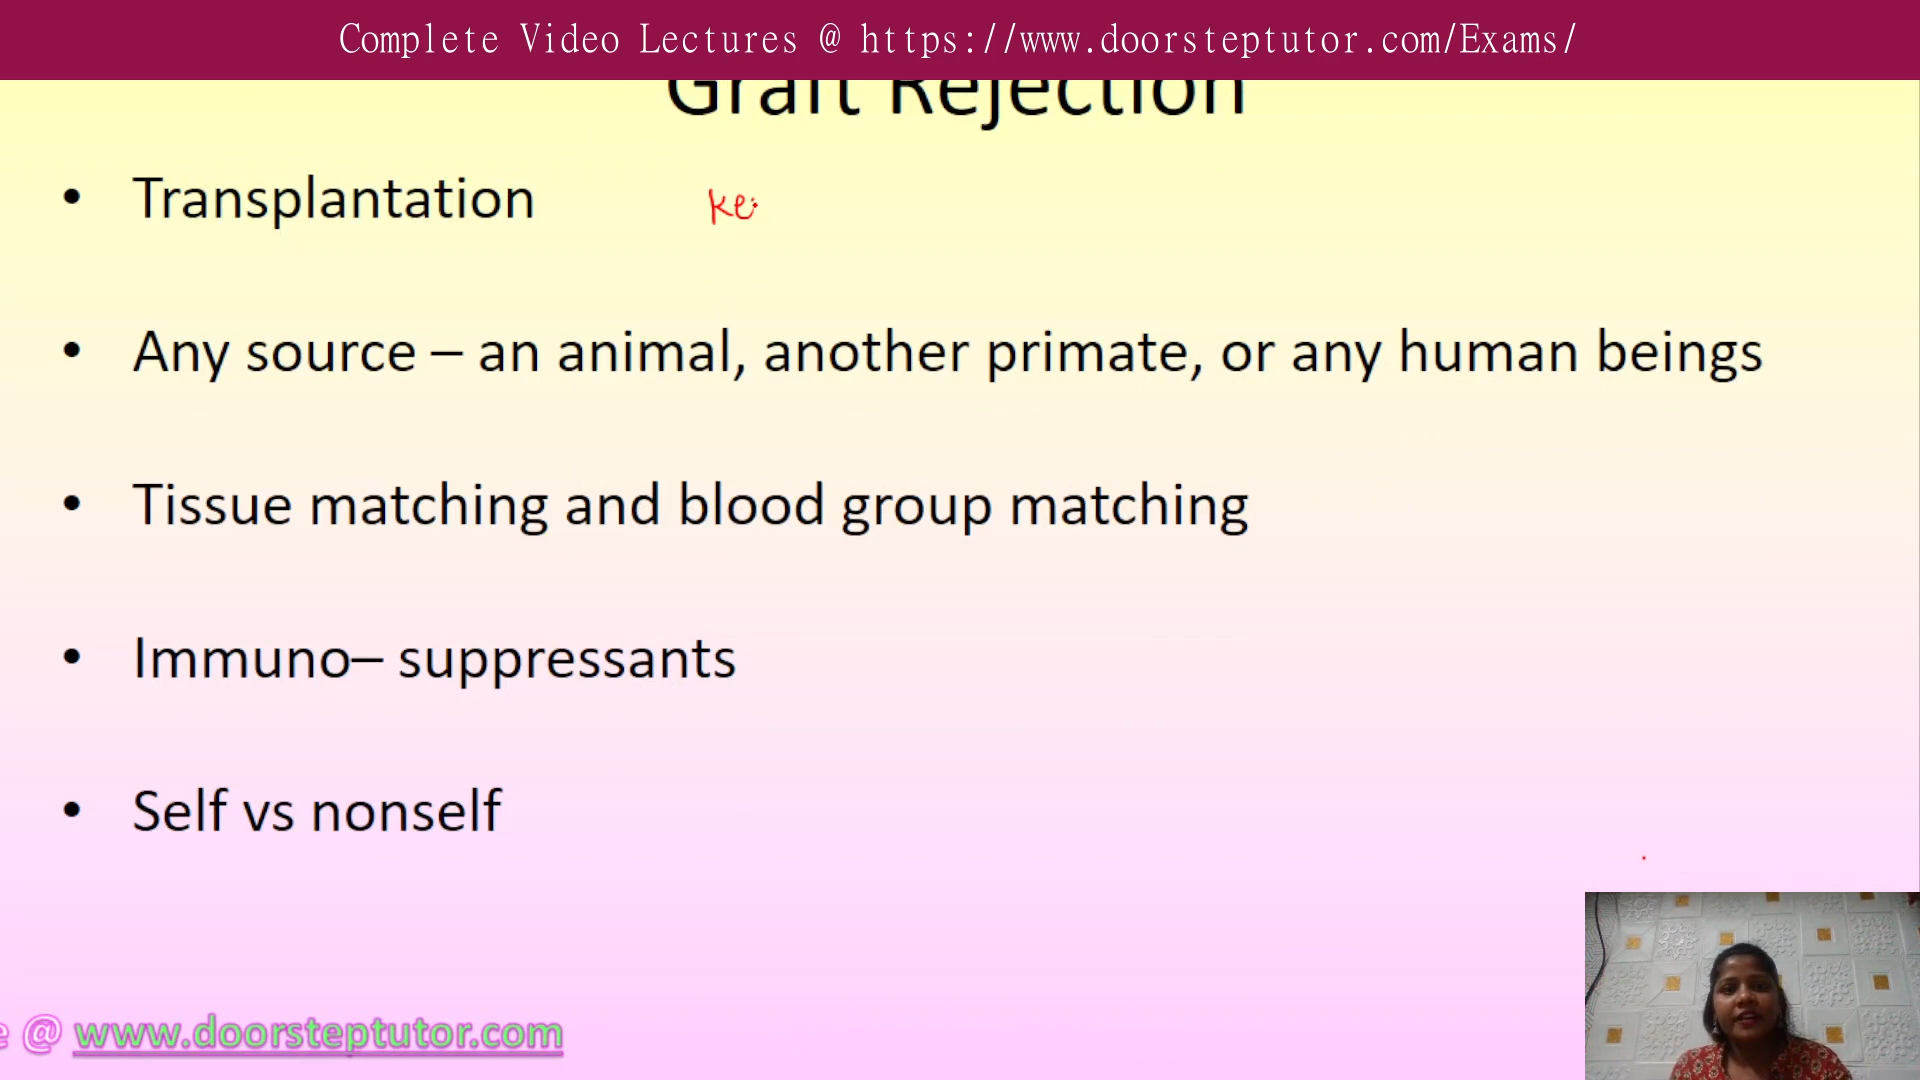 Complete Video Lectures @ https://www.doorsteptutor.com/Exams/
Graft Rejection
• Transplantation
ke
• Any source – an animal, another primate, or any human beings
• Tissue matching and blood group matching
• Immuno– suppressants
• Self vs nonself
e @ www.doorsteptutor.com